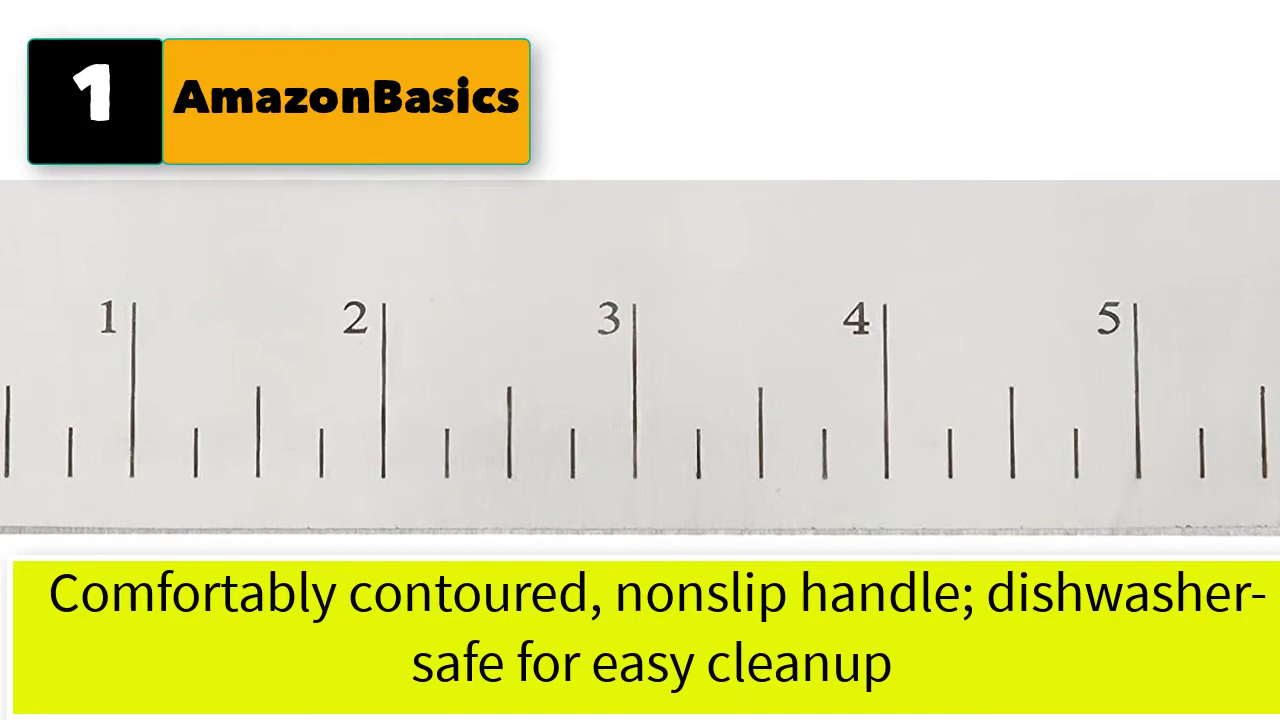 1 AmazonBasics
1 2 3 4 5
Comfortably contoured, nonslip handle; dishwasher-
safe for easy cleanup